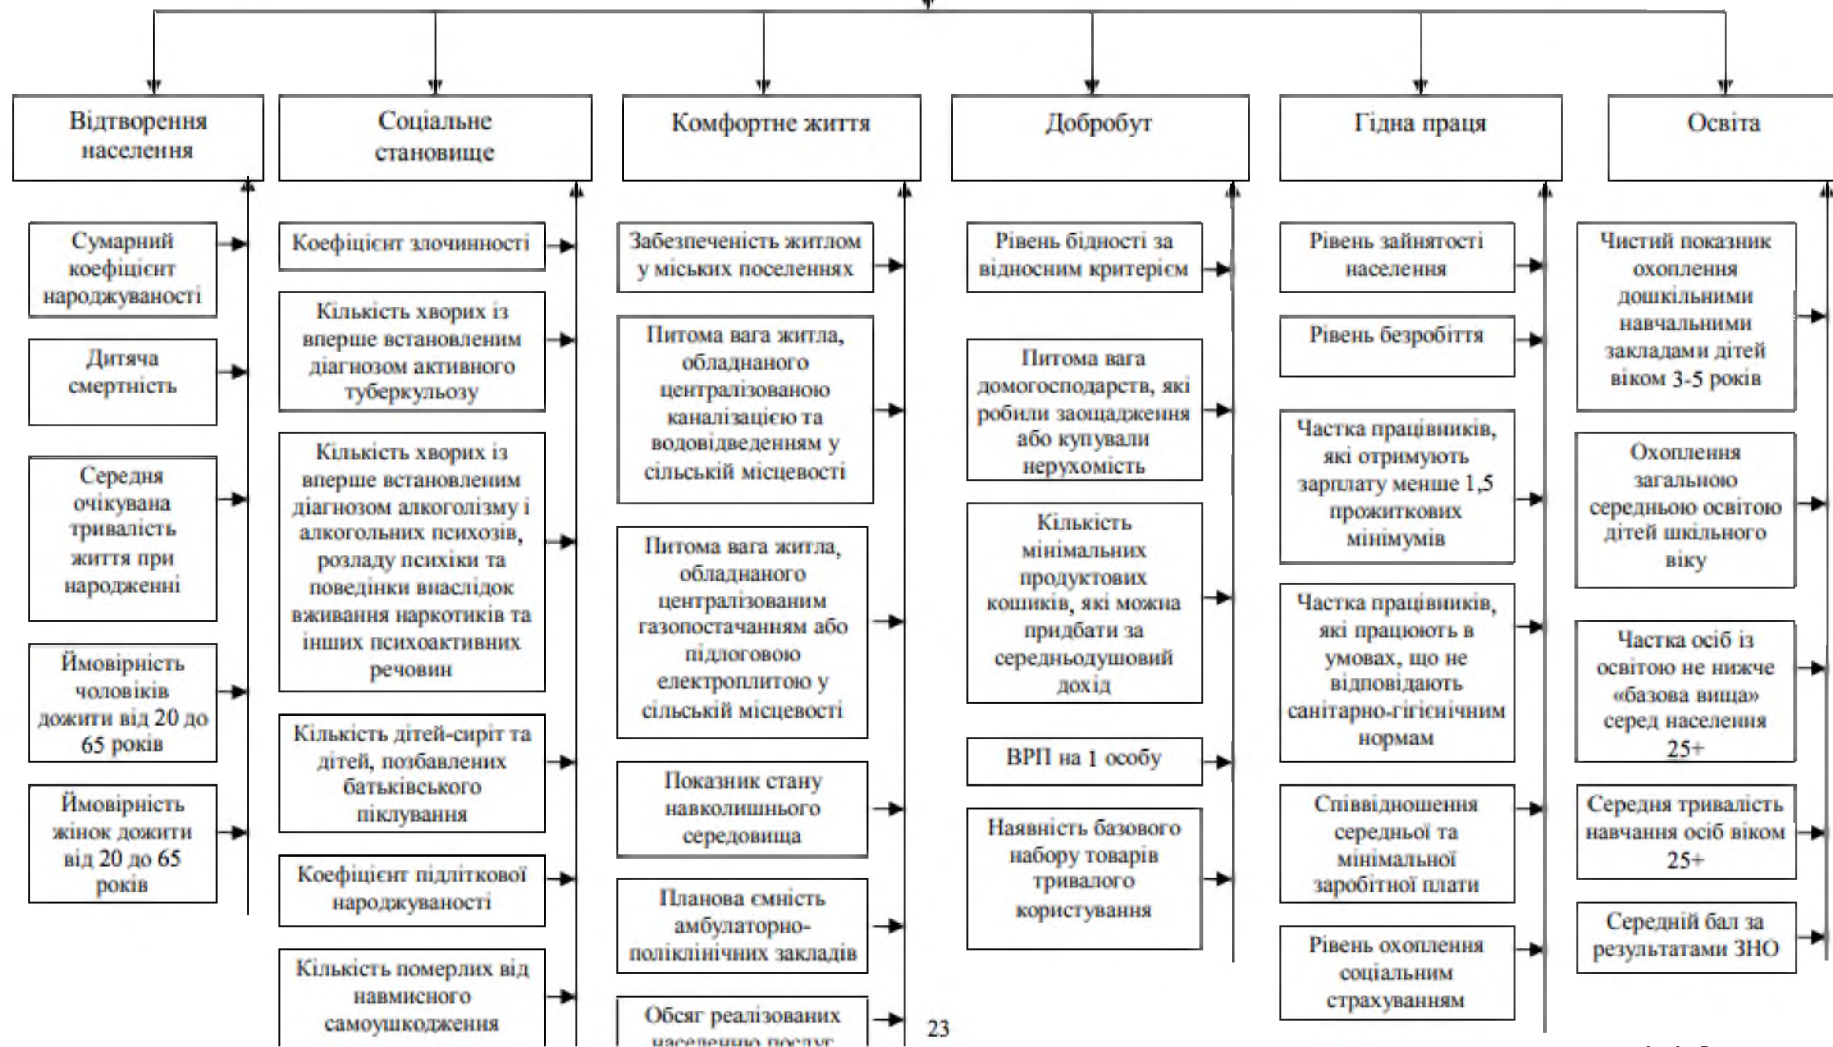 Відтворення
населення
Сумарний
коефіцієнт
народжуваності
Дитяча
смертність
Середня
очікувана
тривалість
життя при
народженні
Ймовірність
чоловіків
дожити від 20 до
65 років
Ймовірність
жінок дожити
від 20 до 65
років
Соціальне
становище
Коефіцієнт злочинності
Кількість хворих із
вперше встановленим
діагнозом активного
туберкульозу
Кількість хворих із
вперше встановленим
діагнозом алкоголізму і
алкогольних психозів,
розладу психіки та
поведінки внаслідок
вживання наркотиків та
інших психоактивних
речовин
Кількість дітей-сиріт та
дітей, позбавлених
батьківського
піклування
Коефіцієнт підліткової
народжуваності
Кількість померлих від
навмисного
самоушкодження
Комфортне життя
Забезпеченість житлом
у міських поселеннях
Питома вага житла,
обладнаного
централізованою
каналізацією та
водовідведенням у
сільській місцевості
Питома вага житла,
обладнаного
централізованим
газопостачанням або
підлоговою
електроплитою у
сільській місцевості
Показник стану
навколишнього
середовища
Планова ємність
амбулаторно-
поліклінічних закладів
Обсяг реалізованих
населенню послуг
Добробут
Рівень бідності за
відносним критерієм
Питома вага
домогосподарств, які
робили заощадження
або купували
нерухомість
Кількість
мінімальних
продуктових
кошиків, які можна
придбати за
середньодушовий
дохід
ВРП на 1 особу
Наявність базового
набору товарів
тривалого
користування
Гідна праця
Рівень зайнятості
населення
Рівень безробіття
Частка працівників,
які отримують
зарплату менше 1,5
прожиткових
мінімумів
Частка працівників,
які працюють в
умовах, що не
відповідають
санітарно-гігієнічним
нормам
Співвідношення
середньої та
мінімальної
заробітної плати
Рівень охоплення
соціальним
страхуванням
Освіта
Чистий показник
охоплення
дошкільними
навчальними
закладами дітей
віком 3-5 років
Охоплення
загальною
середньою освітою
дітей шкільного
віку
Частка осіб із
освітою не нижче
«базова вища»
серед населення
25+
Середня тривалість
навчання осіб віком
25+
Середній бал за
результатами ЗНО
23